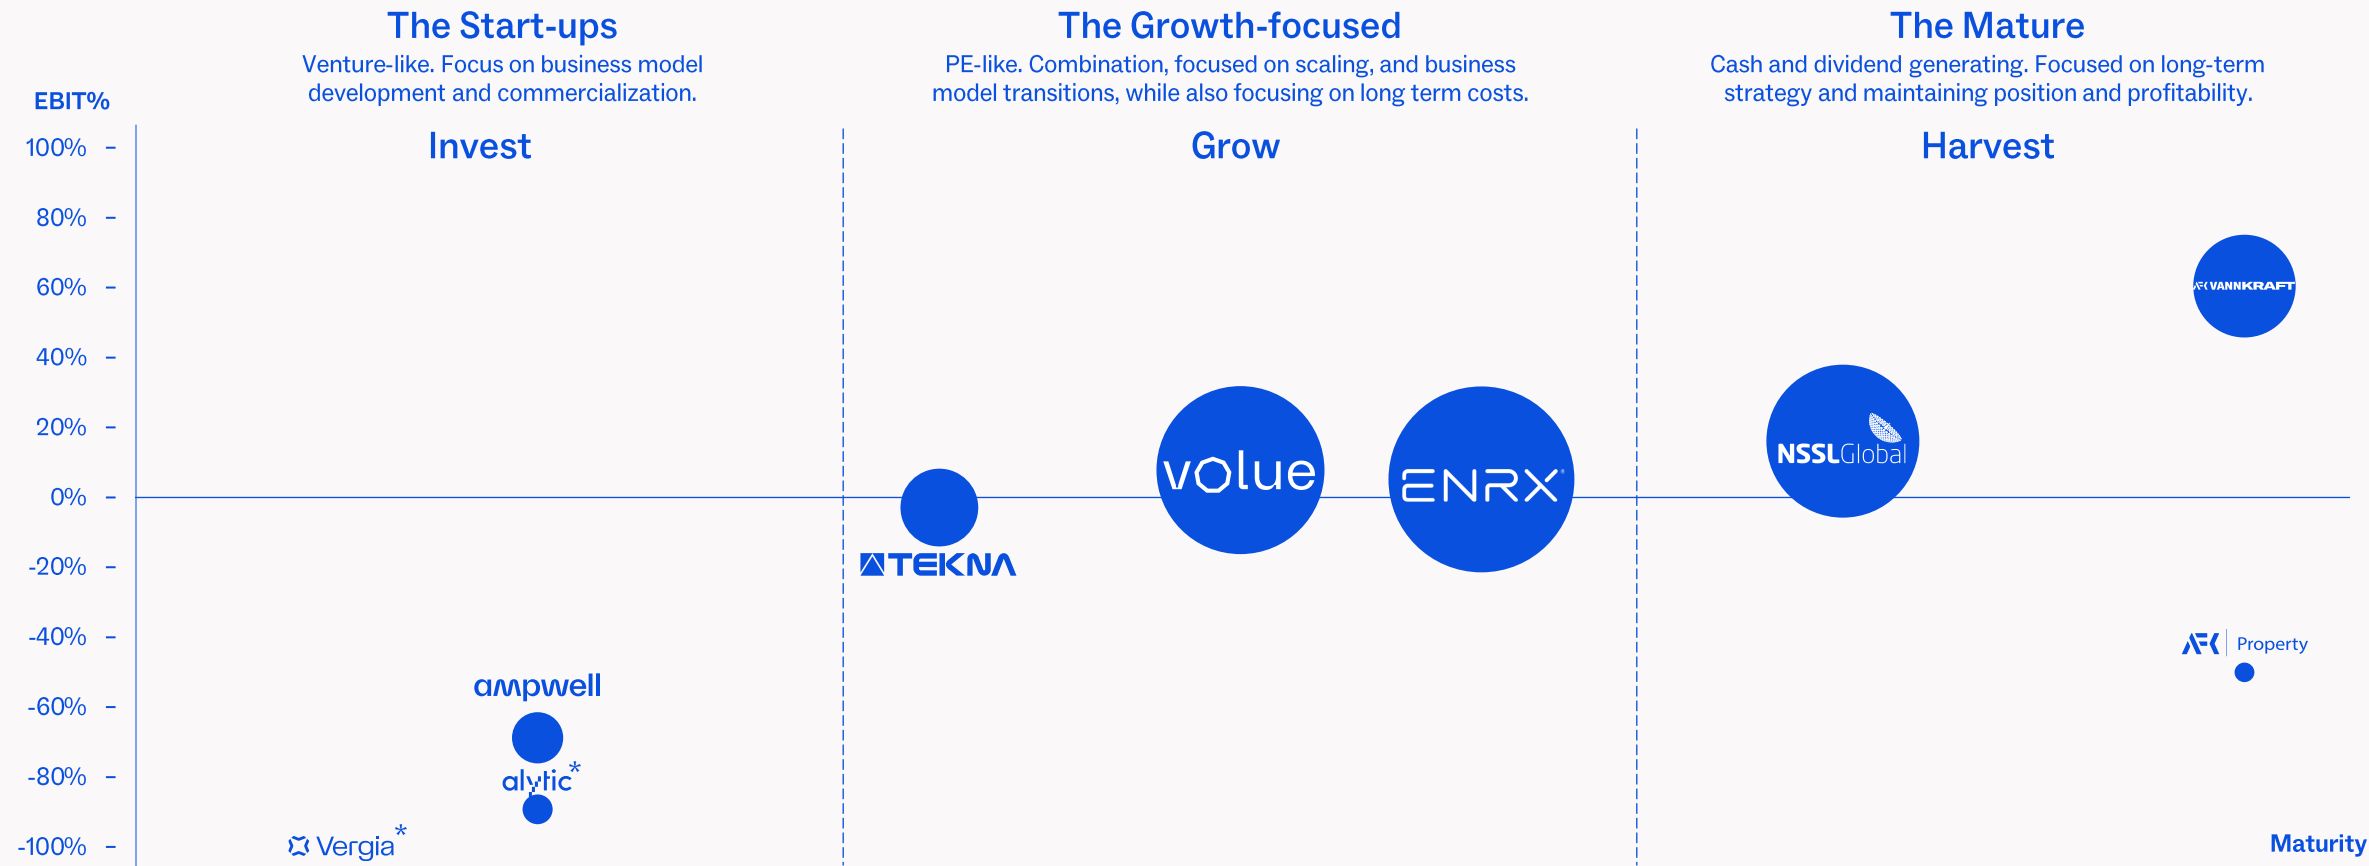 The Start-ups
Venture-like. Focus on business model
development and commercialization.
Invest
The Growth-focused
PE-like. Combination, focused on scaling, and business
model transitions, while also focusing on long term costs.
Grow
The Mature
Cash and dividend generating. Focused on long-term
strategy and maintaining position and profitability.
Harvest
EBIT%
100%
80%
60%
40%
20%
0%
-20%
-40%
-60%
-80%
-100%
ampwell
alytic*
Vergia*
TEKNA
volue
ENRX
NSSLGlobal
AFK VANNKRAFT
AFK Property
Maturity